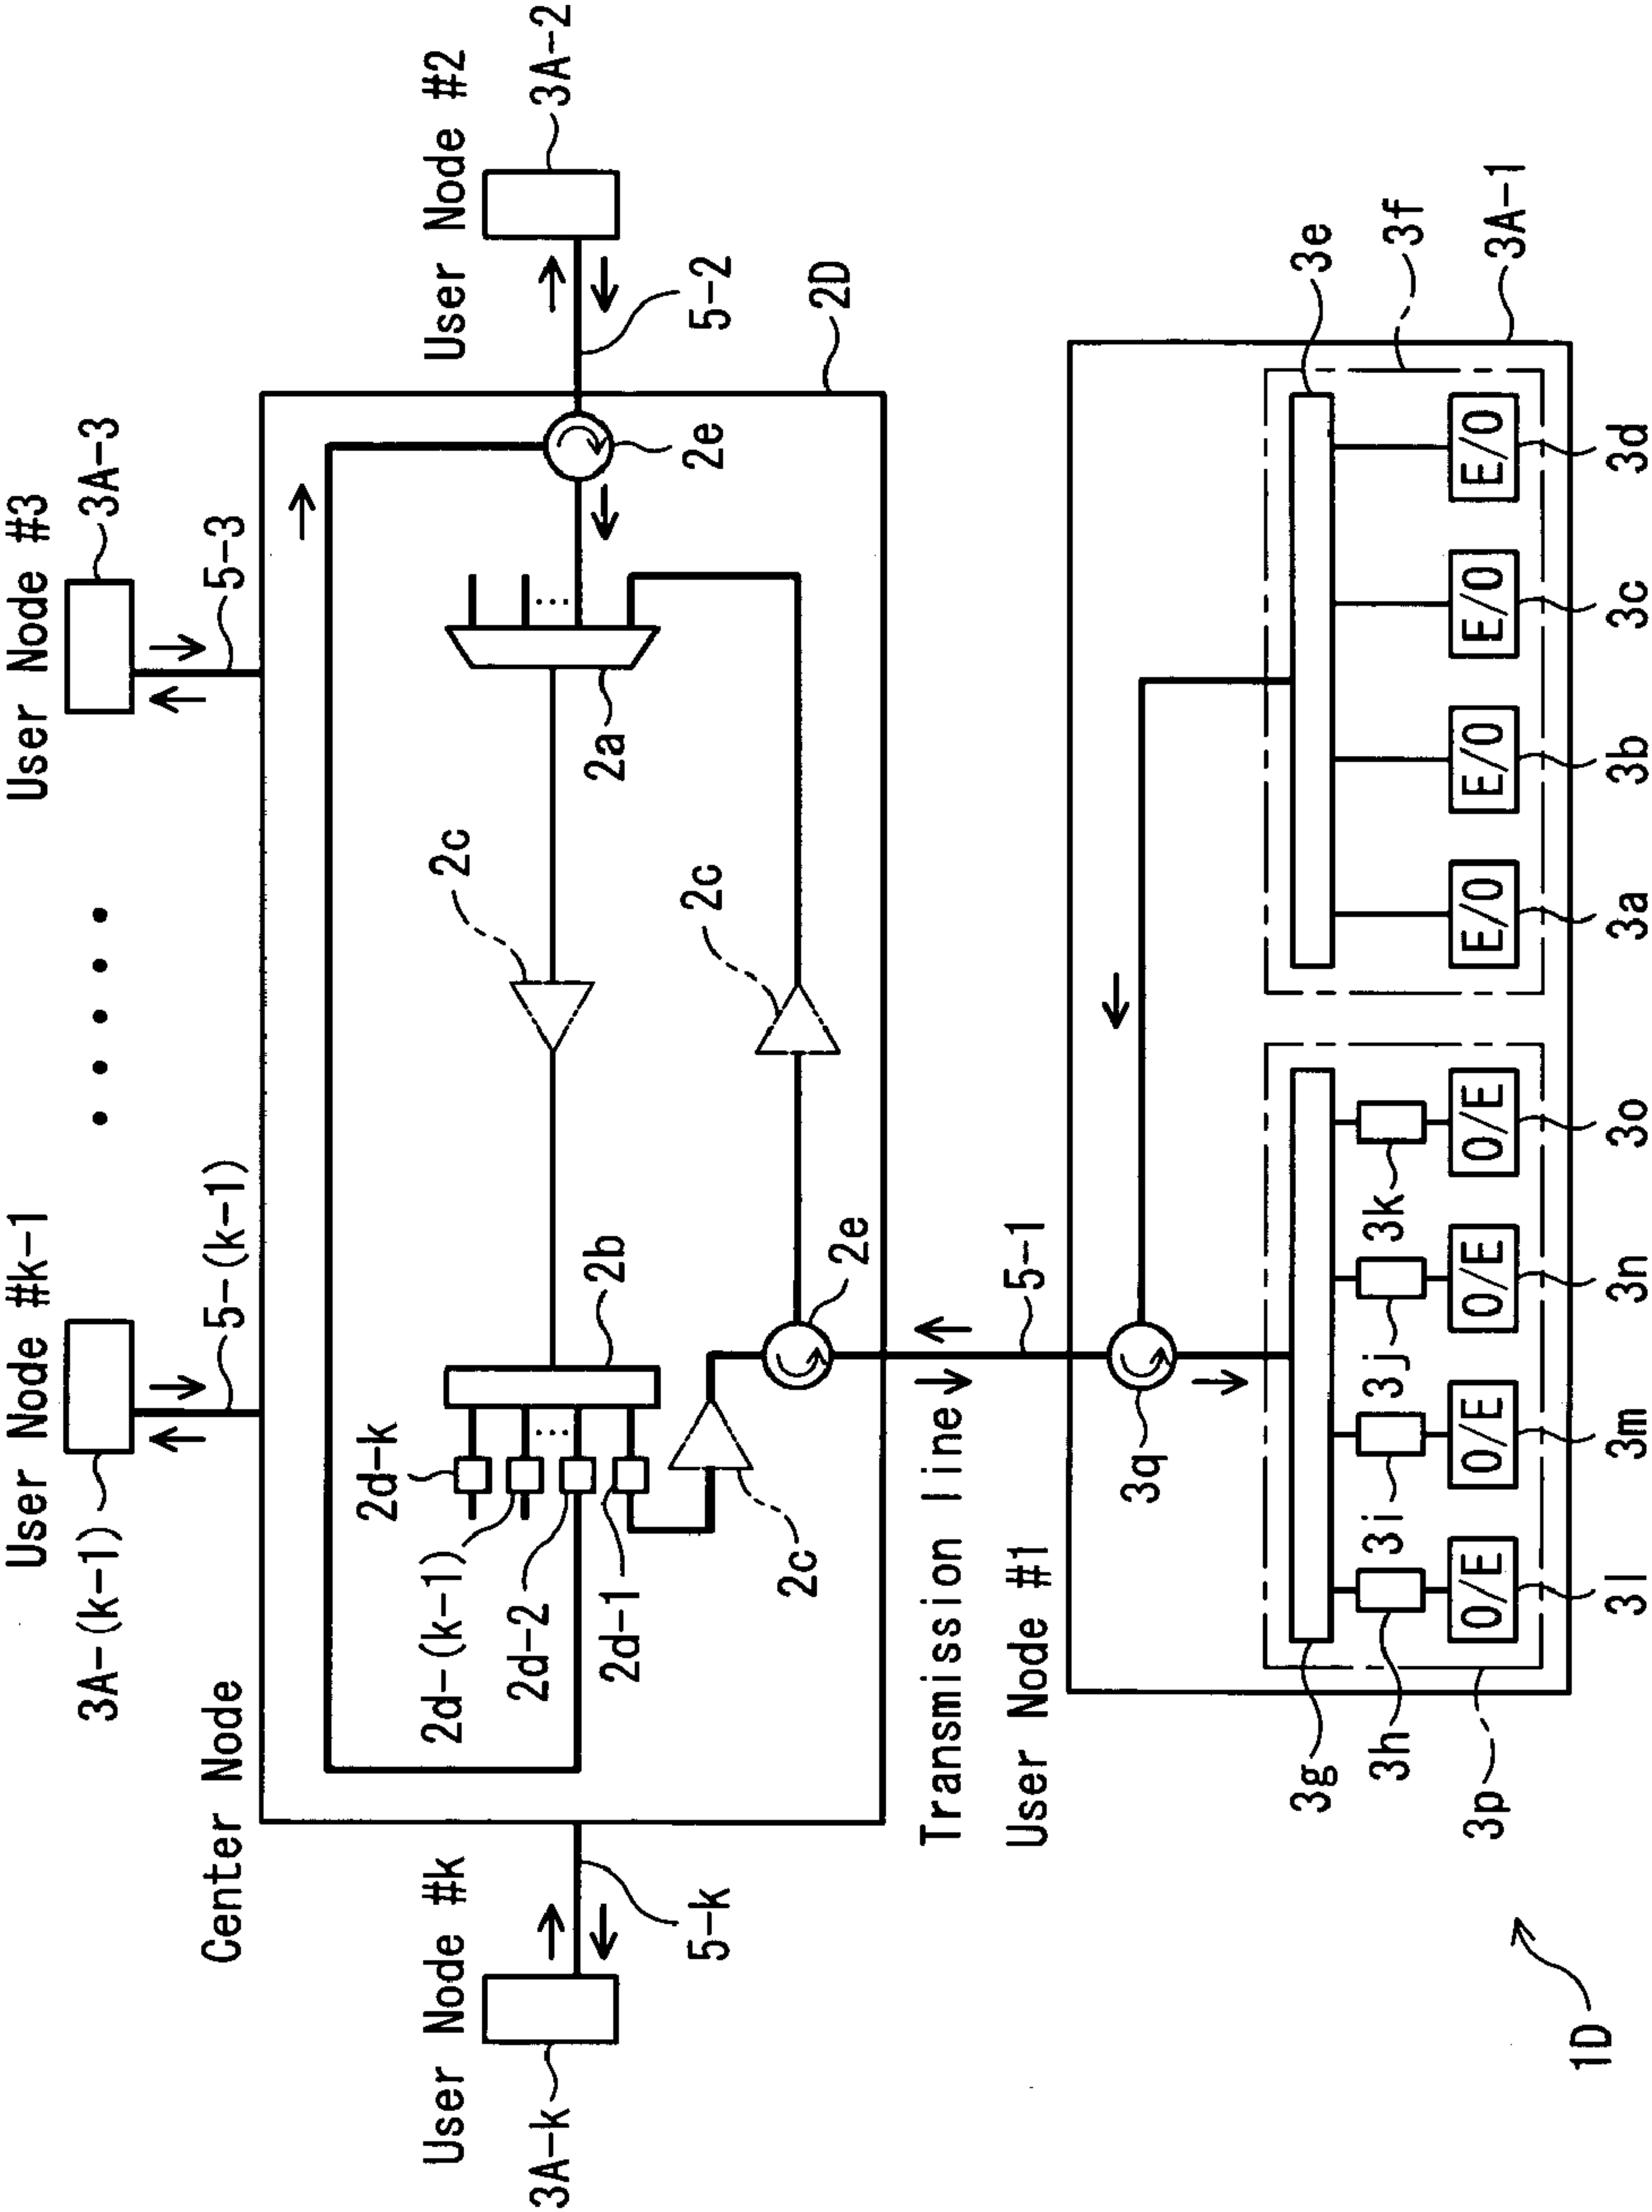 User Node #k-1
User Node #3
3A-(k-1)
3A-3
5-(k-1)
5-3
Center Node
User Node #k
User Node #2
3A-k
3A-2
5-k
5-2
2d-k
2d-(k-1)
2d-2
2d-1
2b
2c
2a
2e
2c
2c
2e
2D
Transmission line
5-1
User Node #1
3q
3g
3e
3h
3i
3j
3k
3f
O/E
O/E
O/E
O/E
E/O
E/O
E/O
E/O
3p
3A-1
3l
3m
3n
3o
3a
3b
3c
3d
1D